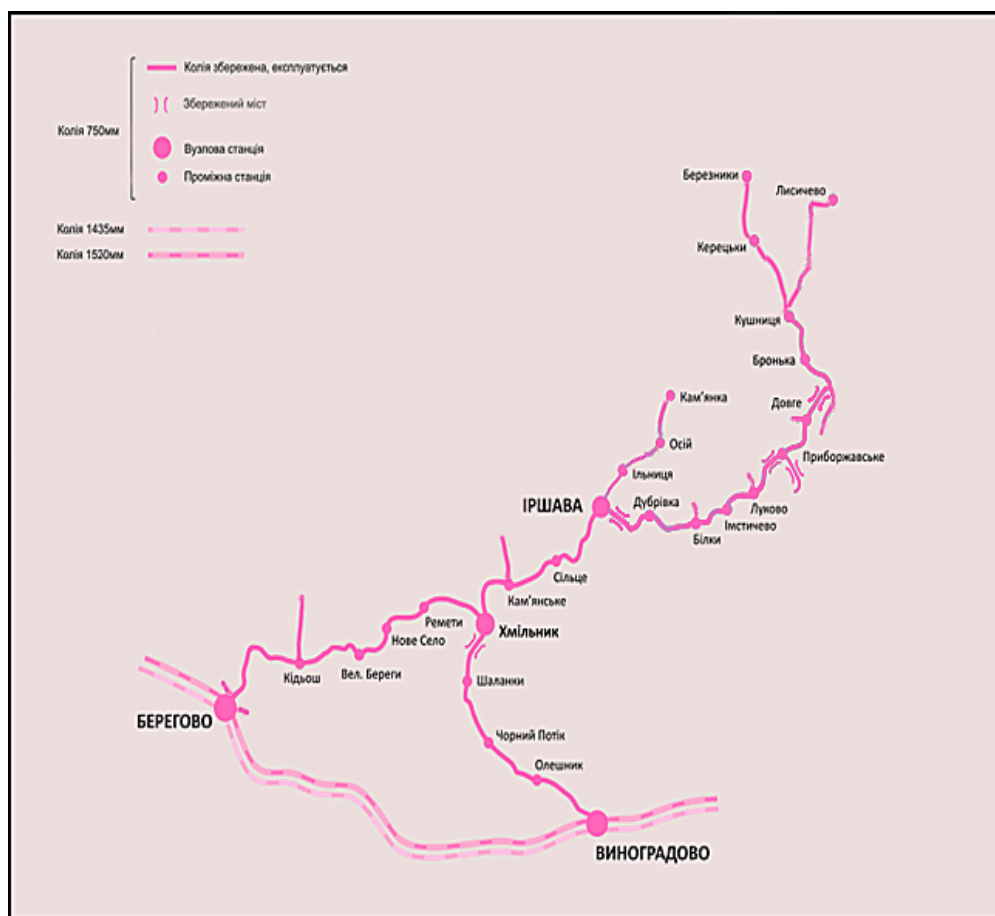 Колія збережена, експлуатується
Збережений міст
Колія 750мм
Вузлова станція
Проміжна станція
Колія 1435мм
Колія 1520мм
Березники
Лисичево
Керецьки
Кушниця
Бронька
Кам'янка
Довге
Осій
Приборжавське
Ільниця
ІРШАВА
Дубрівка
Луково
Імстичево
Білки
Сільце
Кам'янське
Ремети
Хмільник
Нове Село
Вел. Береги
Кідьош
Шаланки
БЕРЕГОВО
Чорний Потік
Олешник
ВИНОГРАДОВО